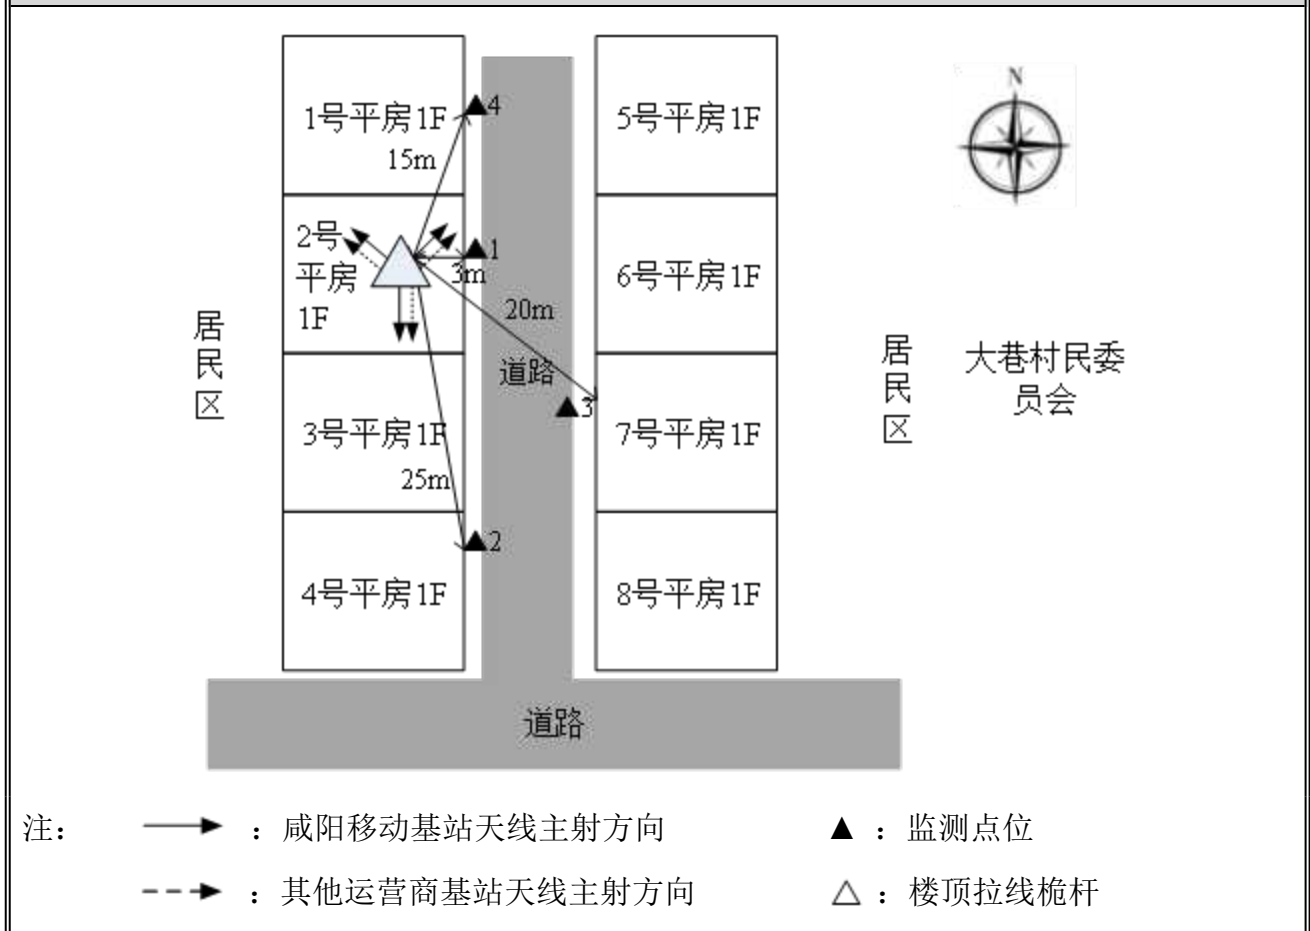 N
1号平房1F
4
5号平房1F
15m
2号
平房
1F
1
3m
6号平房1F
20m
居
民
区
道路
居
民
区
大巷村民委
员会
3
3号平房1F
7号平房1F
25m
2
4号平房1F
8号平房1F
道路
注：
：咸阳移动基站天线主射方向
▲：监测点位
：其他运营商基站天线主射方向
△：楼顶拉线桅杆